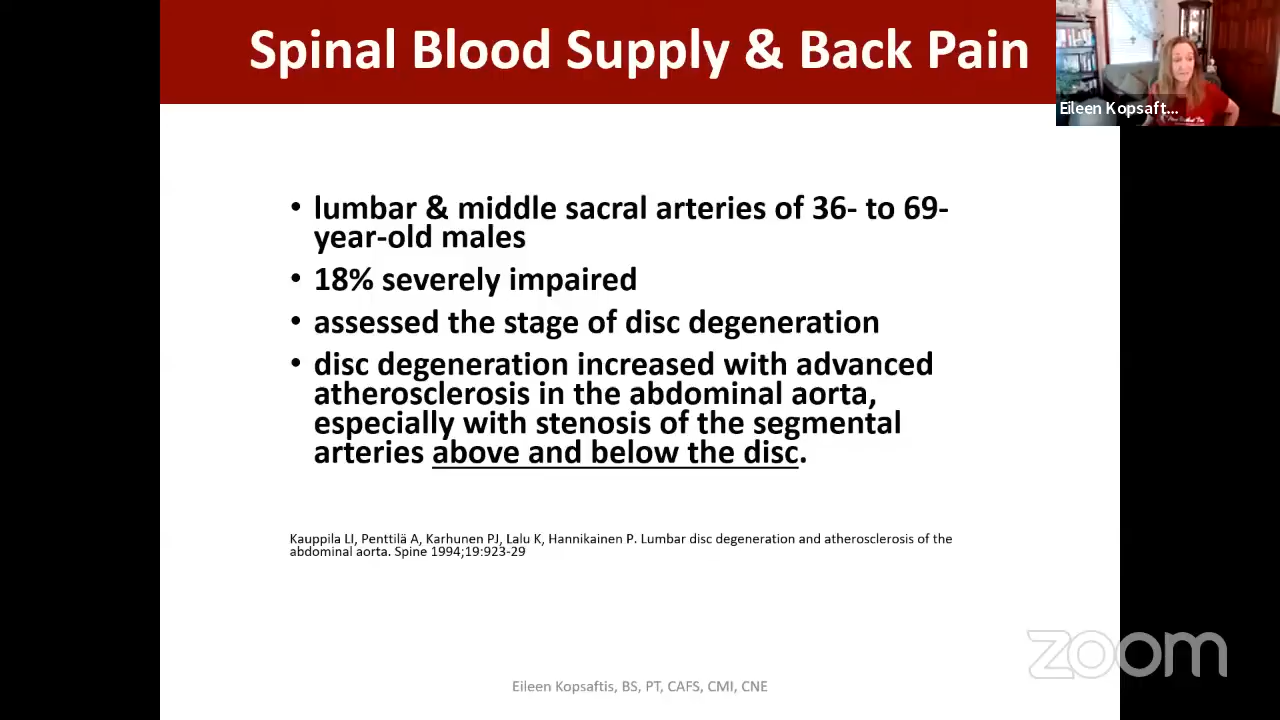 Spinal Blood Supply & Back Pain
Eileen Kopsaft...
• lumbar & middle sacral arteries of 36- to 69-
year-old males
• 18% severely impaired
• assessed the stage of disc degeneration
• disc degeneration increased with advanced
atherosclerosis in the abdominal aorta,
especially with stenosis of the segmental
arteries above and below the disc.
Kauppila LI, Penttilä A, Karhunen PJ, Lalu K, Hannikainen P. Lumbar disc degeneration and atherosclerosis of the
abdominal aorta. Spine 1994;19:923-29
zoom
Eileen Kopsaftis, BS, PT, CAFS, CMI, CNE